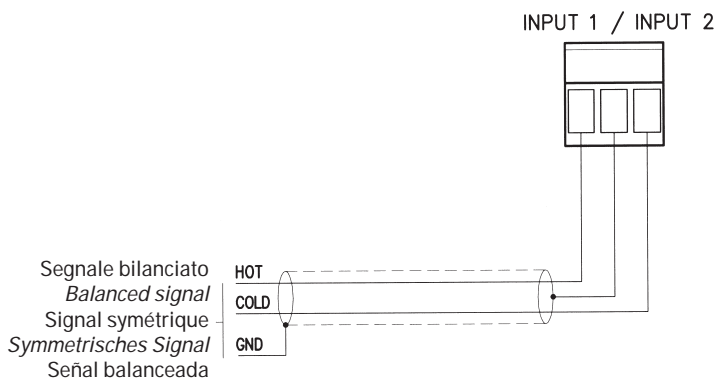 INPUT 1 / INPUT 2
Segnale bilanciato
Balanced signal
Signal symétrique
Symmetrisches Signal
Señal balanceada
HOT
COLD
GND